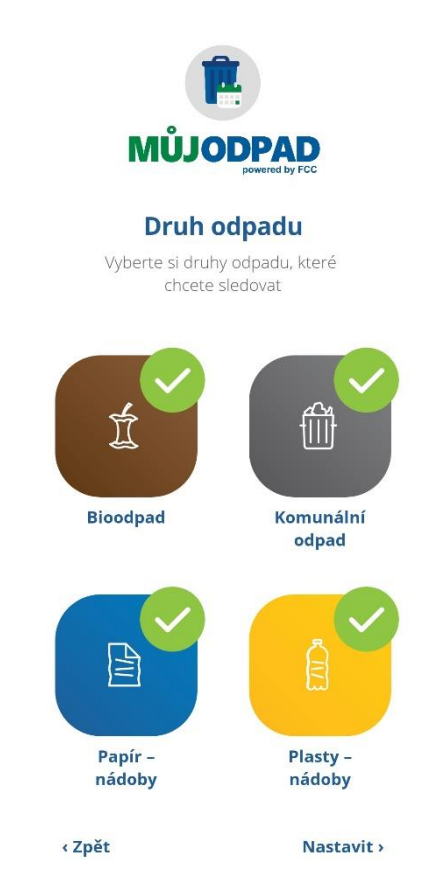 MŮJODPAD
powered by FCC
Druh odpadu
Vyberte si druhy odpadu, které
chcete sledovat
Bioodpad
Komunální
odpad
Papír –
nádoby
Plasty –
nádoby
‹ Zpět
Nastavit ›